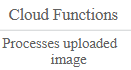 Cloud Functions
Processes uploaded
image